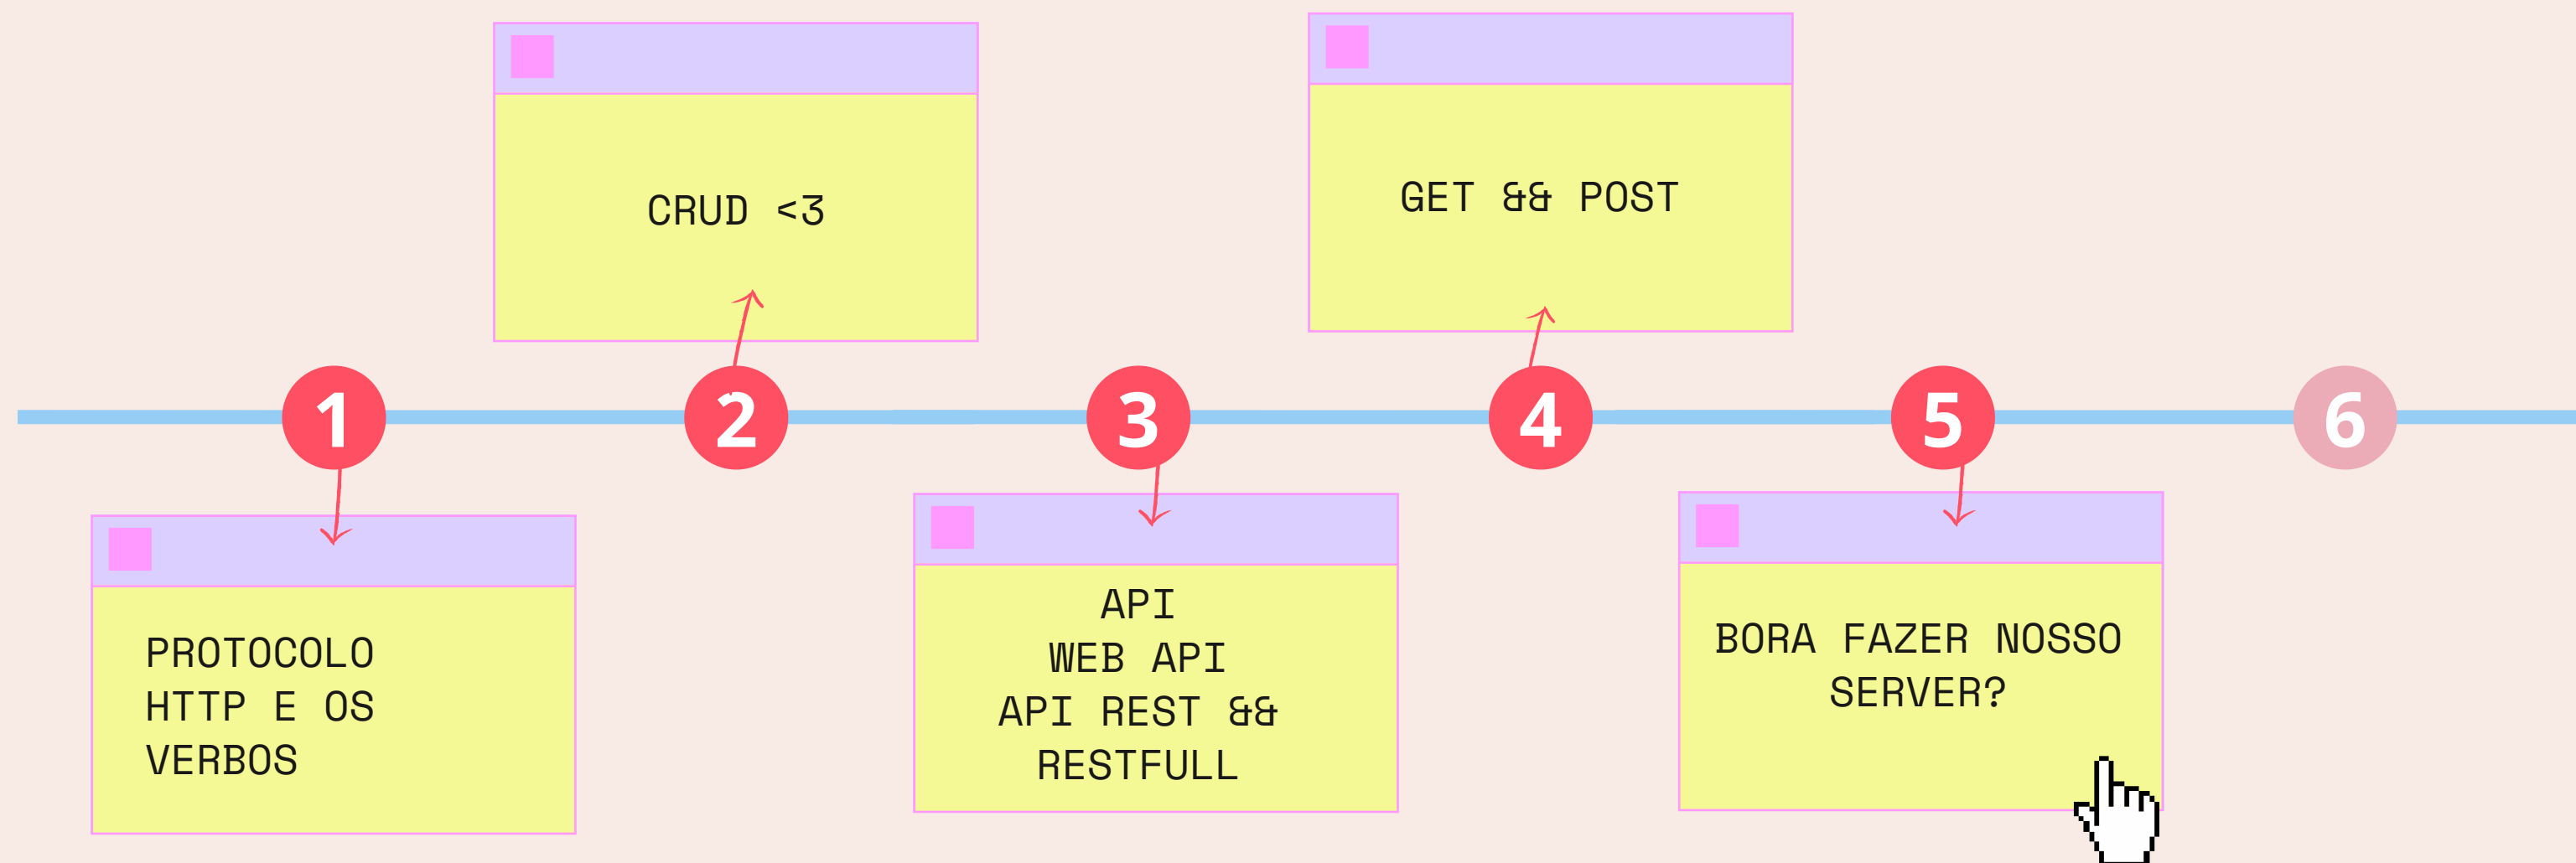 CRUD <3
GET && POST
1
2
3
4
5
6
PROTOCOLO
HTTP E OS
VERBOS
API
WEB API
API REST &&
RESTFULL
BORA FAZER NOSSO
SERVER?